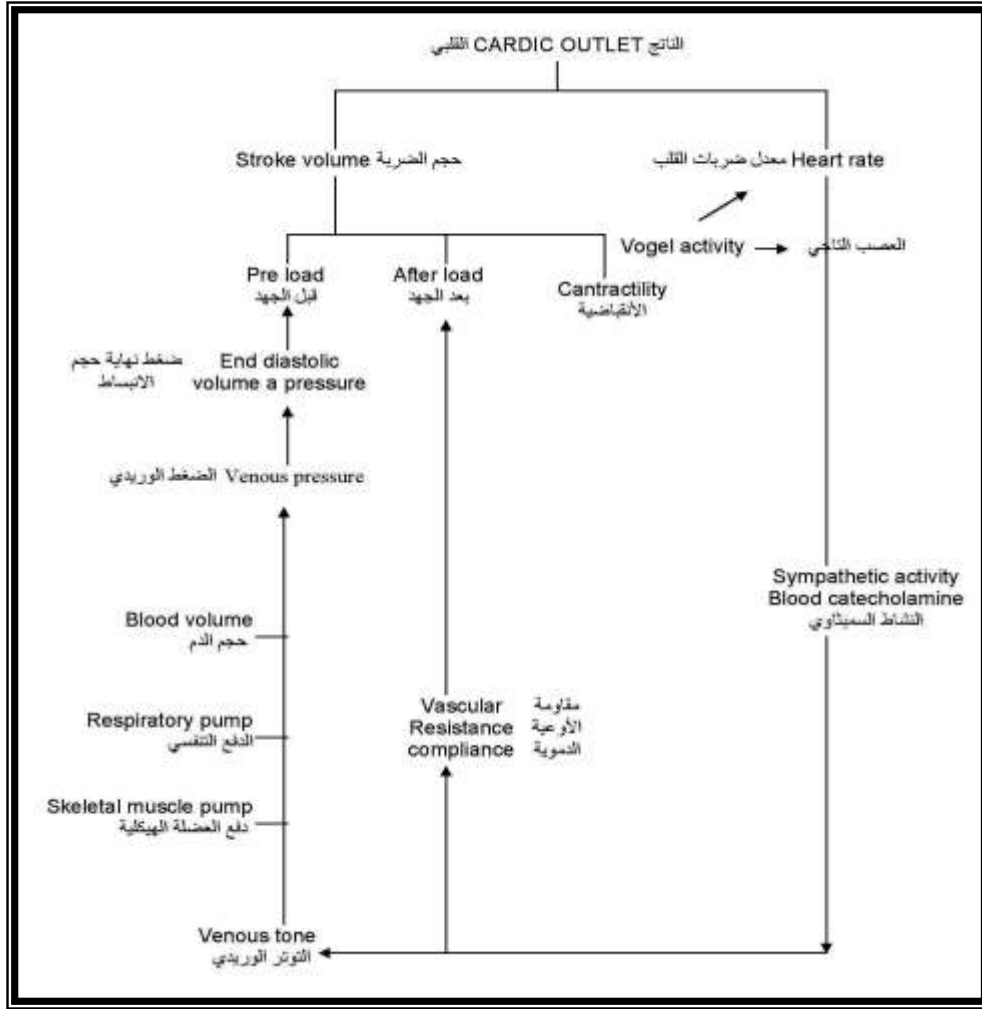 الناتج CARDIC OUTLET القلبي
Stroke volume حجم الضربة
معدل ضربات القلب Heart rate
Vogel activity
العصب التاجي
Pre load
قبل الجهد
After load
بعد الجهد
Cantractility
الأنقباضية
ضغط نهاية حجم
الانبساط
End diastolic
volume a pressure
الضغط الوريدي Venous pressure
Sympathetic activity
Blood catecholamine
النشاط السمبثاوي
Blood volume
حجم الدم
Respiratory pump
الدفع التنفسي
Vascular
Resistance
compliance
مقاومة
الأوعية
الدموية
Skeletal muscle pump
دفع العضلة الهيكلية
Venous tone
التوتر الوريدي